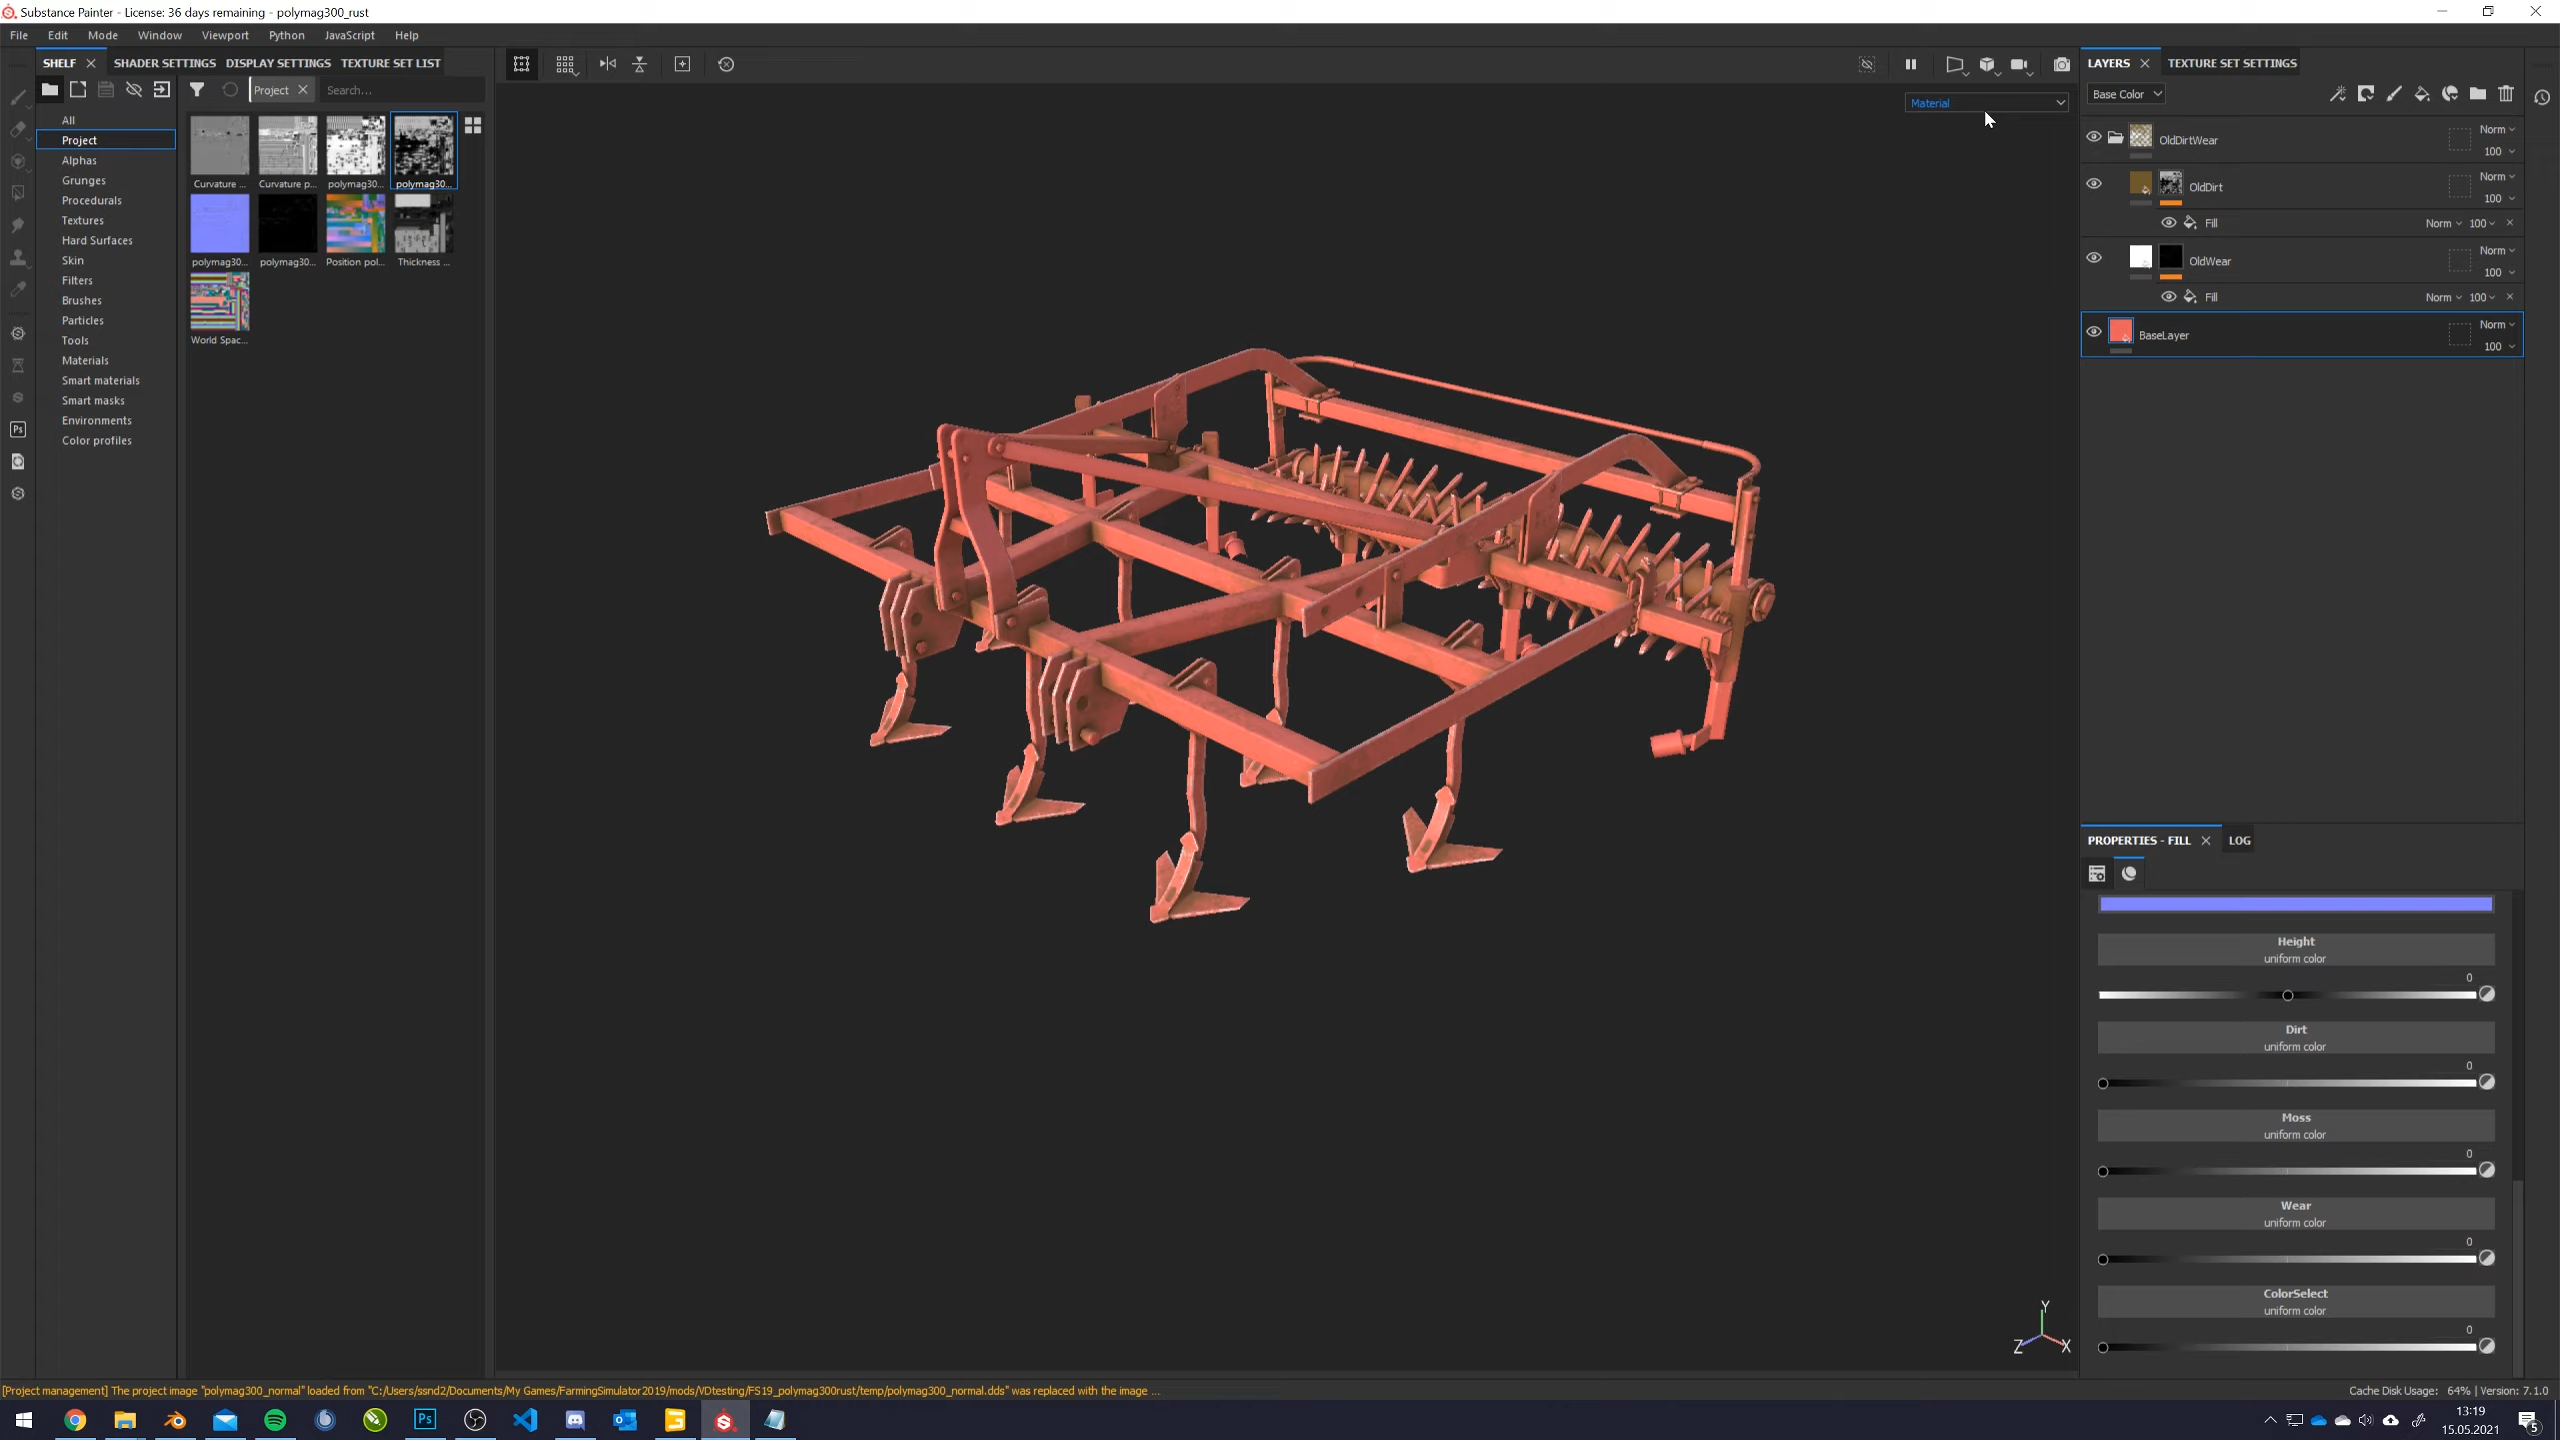 Substance Painter - License: 36 days remaining - polymag300_rust
File Edit Mode Window Viewport Python JavaScript Help
SHELF SHADER SETTINGS DISPLAY SETTINGS TEXTURE SET LIST
Project Search...
All
Project
Alphas
Grunges
Procedurals
Textures
Hard Surfaces
Skin
Filters
Brushes
Particles
Tools
Materials
Smart materials
Smart masks
Environments
Color profiles
Curvature ... Curvature p... polymag30... polymag30...
polymag30... polymag30... Position pol... Thickness ...
World Spac...
Ps
Material
Y
Z X
LAYERS TEXTURE SET SETTINGS
Base Color
OldDirtWear Norm 100
OldDirt Norm 100
Fill Norm 100
OldWear Norm 100
Fill Norm 100
BaseLayer Norm 100
PROPERTIES - FILL LOG
Height
uniform color
0
Dirt
uniform color
0
Moss
uniform color
0
Wear
uniform color
0
ColorSelect
uniform color
0
[Project management] The project image "polymag300_normal" loaded from "C:/Users/ssnd2/Documents/My Games/FarmingSimulator2019/mods/VDtesting/FS19_polymag300rust/temp/polymag300_normal.dds" was replaced with the image ...
Cache Disk Usage: 64% | Version: 7.1.0
Ps
13:19
15.05.2021
5